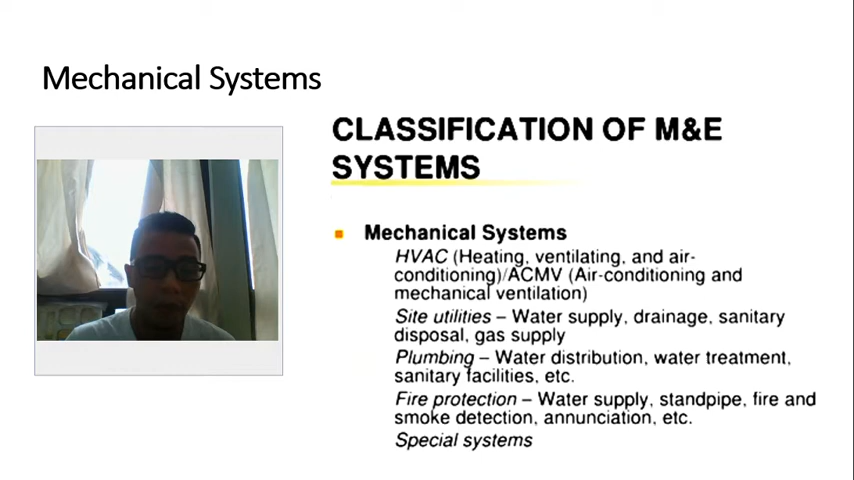 Mechanical Systems
CLASSIFICATION OF M&E
SYSTEMS
Mechanical Systems
HVAC (Heating, ventilating, and air-
conditioning)/ACMV (Air-conditioning and
mechanical ventilation)
Site utilities – Water supply, drainage, sanitary
disposal, gas supply
Plumbing – Water distribution, water treatment,
sanitary facilities, etc.
Fire protection – Water supply, standpipe, fire and
smoke detection, annunciation, etc.
Special systems